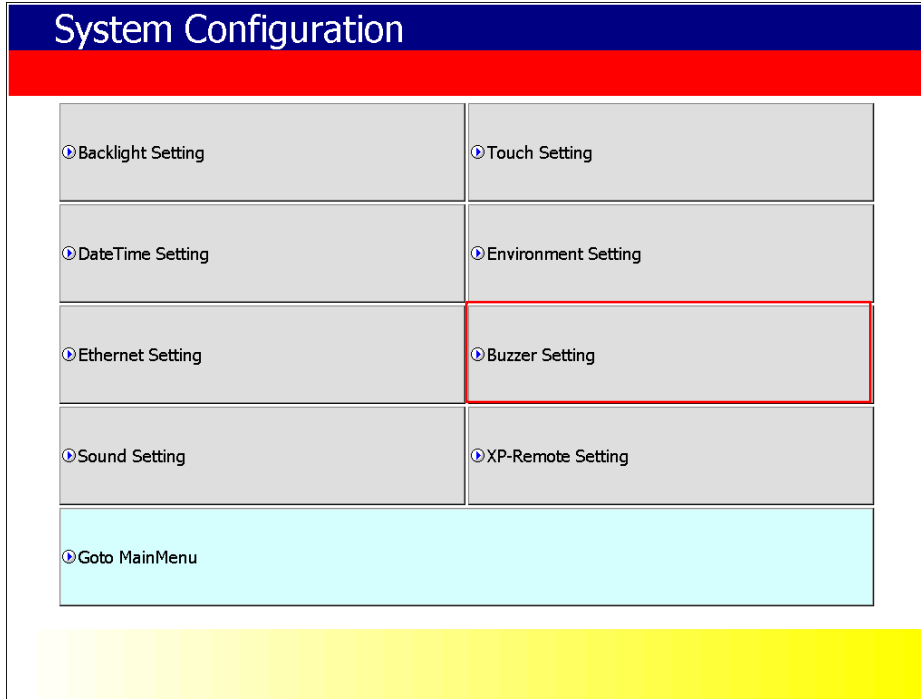 System Configuration
Backlight Setting
Touch Setting
DateTime Setting
Environment Setting
Ethernet Setting
Buzzer Setting
Sound Setting
XP-Remote Setting
Goto MainMenu